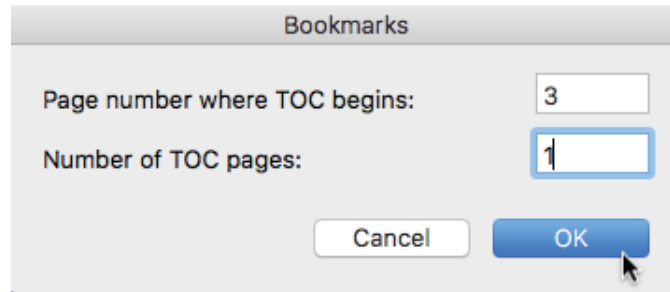 Bookmarks
Page number where TOC begins: 3
Number of TOC pages: 1
Cancel OK